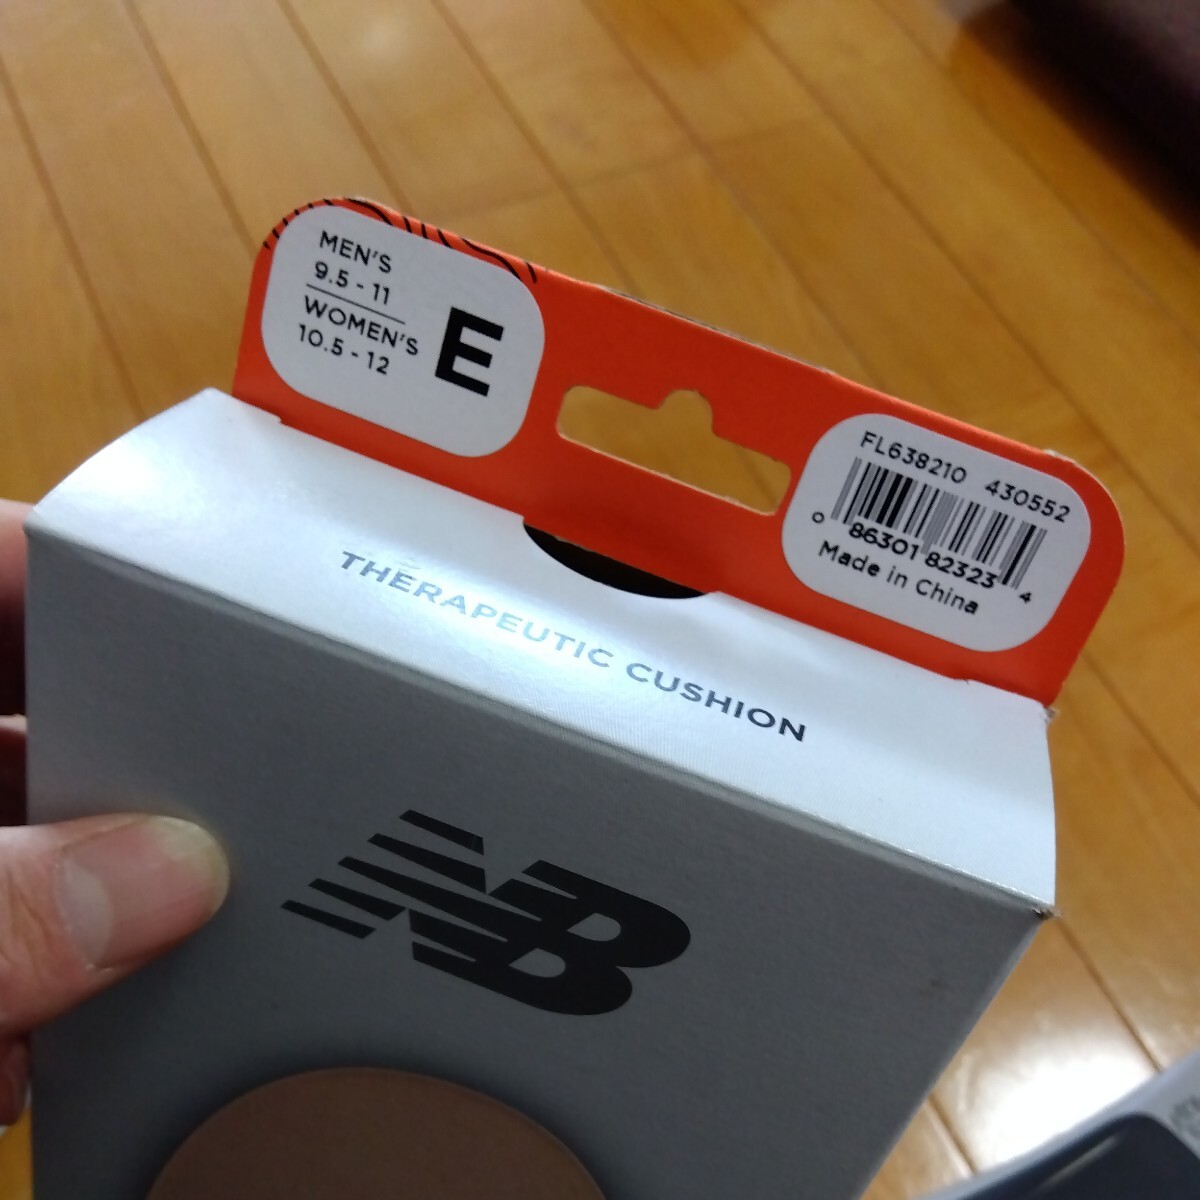 MEN'S
9.5 - 11
WOMEN'S
10.5 - 12
E
FL638210 430552
0 86301 82323 4
Made in China
THERAPEUTIC CUSHION
NB